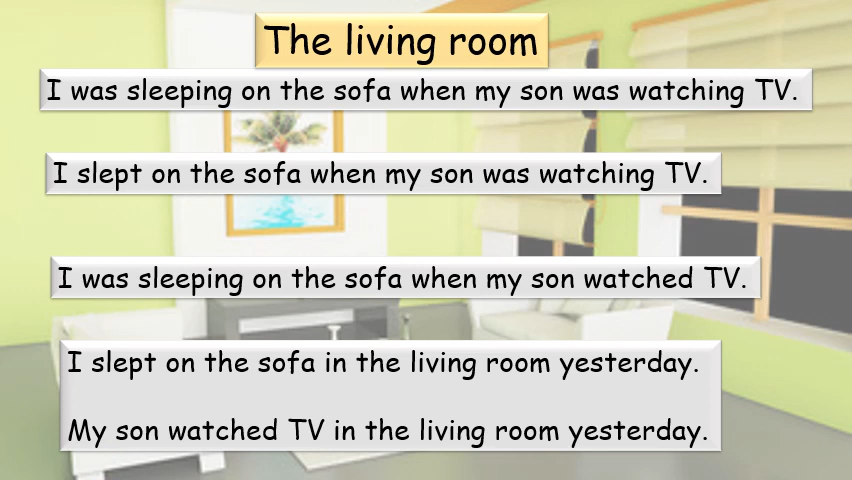 The living room
I was sleeping on the sofa when my son was watching TV.
I slept on the sofa when my son was watching TV.
I was sleeping on the sofa when my son watched TV.
I slept on the sofa in the living room yesterday.
My son watched TV in the living room yesterday.